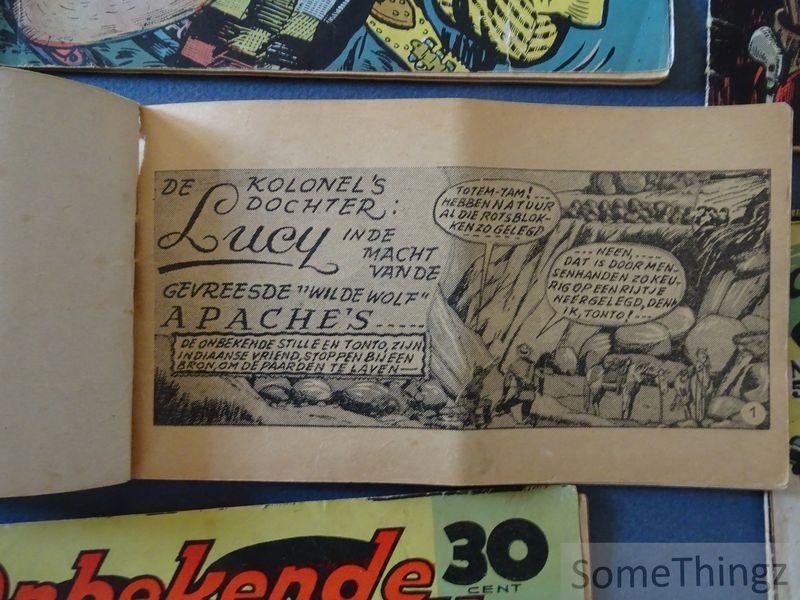 DE KOLONEL'S
DOCHTER:
Lucy IN DE
MACHT
VAN DE
GEVREESDE "WILDE WOLF"
APACHE'S.....
DE ONBEKENDE STILLE EN TONTO, ZIJN
INDIAANSE VRIEND, STOPPEN BIJ EEN
BRON, OM DE PAARDEN TE LAVEN—
TOTEM-TAM!...
HEBBEN NATUUR
AL DIE ROTSBLOK-
KEN ZO GELEGD
... NEEN,....
DAT IS DOOR MEN-
SENHANDEN ZO KEU-
RIG OP EEN RIJTJE
NEERGELEGD, DENK
IK, TONTO!...
1
Onbekende
30
CENT
SomeThingz